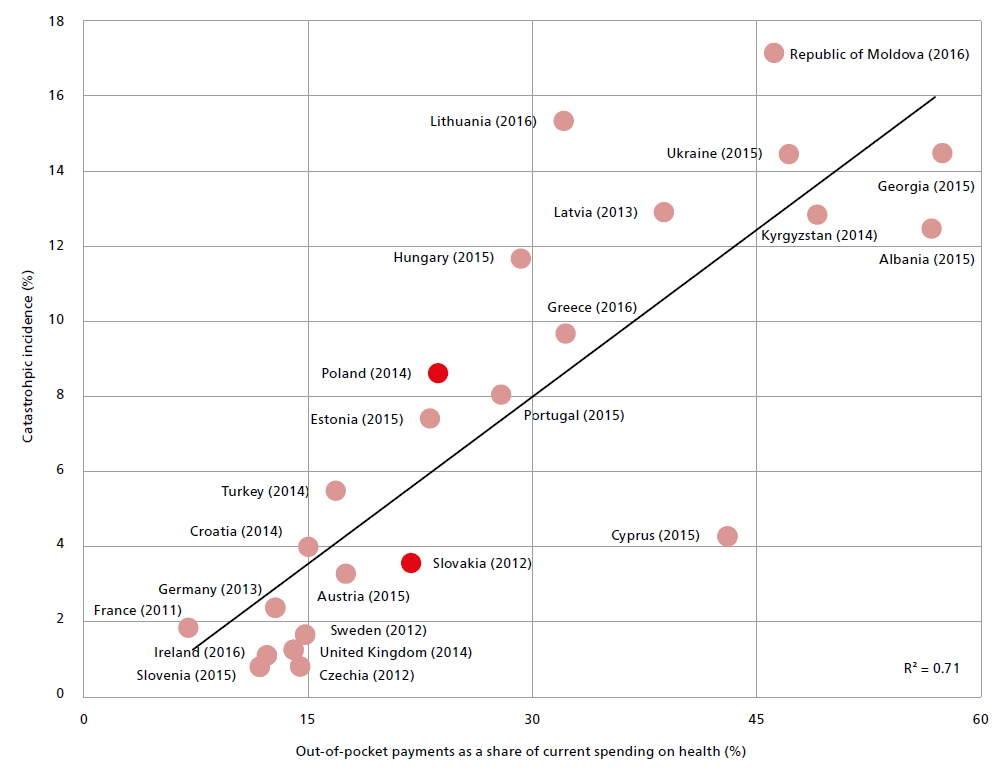 18
Republic of Moldova (2016)
16
Lithuania (2016)
Ukraine (2015)
14
Georgia (2015)
Latvia (2013)
Kyrgyzstan (2014)
12
Hungary (2015)
Albania (2015)
Greece (2016)
10
Poland (2014)
8
Portugal (2015)
Estonia (2015)
6
Turkey (2014)
Croatia (2014)
Cyprus (2015)
4
Slovakia (2012)
Germany (2013)
Austria (2015)
France (2011)
2
Sweden (2012)
Ireland (2016)
United Kingdom (2014)
Slovenia (2015)
Czechia (2012)
R² = 0.71
0
Catastrohpic incidence (%)
0 15 30 45 60
Out-of-pocket payments as a share of current spending on health (%)